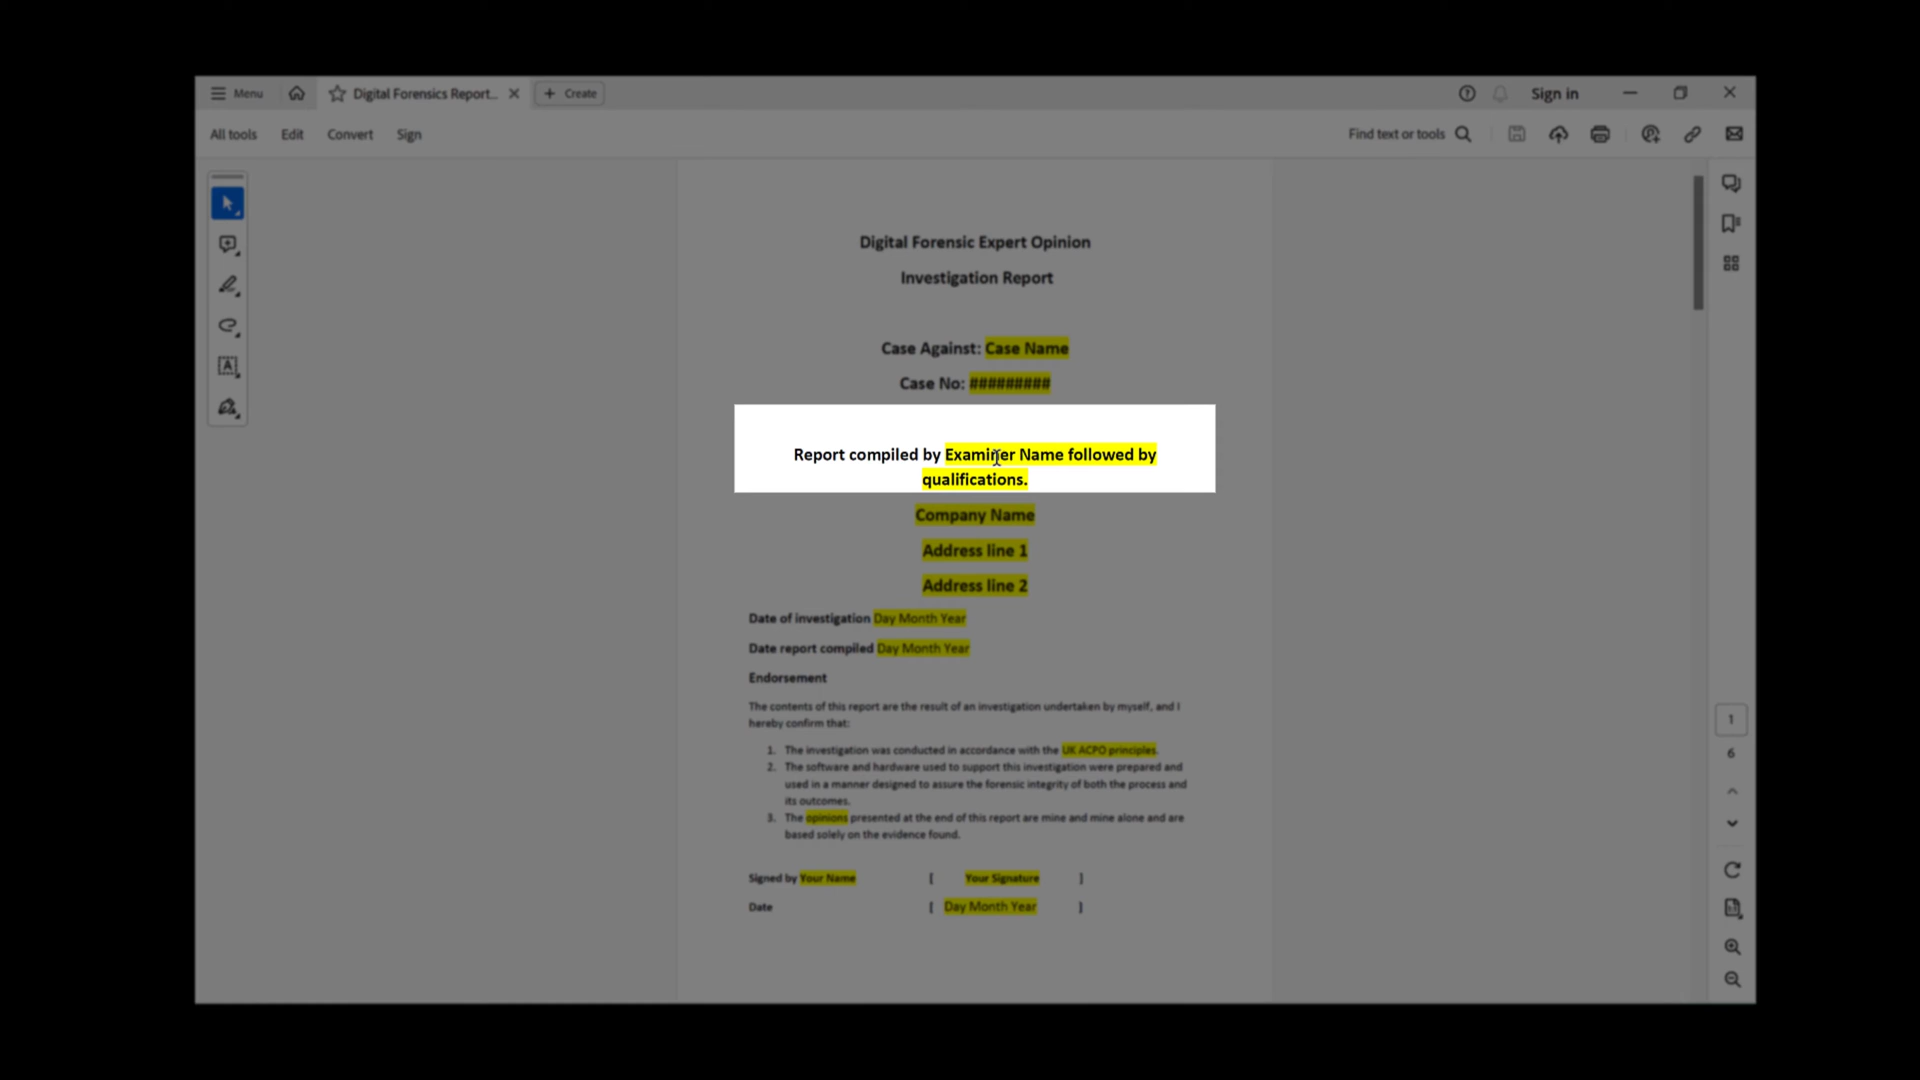 Menu
Digital Forensics Report...
Create
Sign in
All tools
Edit
Convert
Sign
Find text or tools
Digital Forensic Expert Opinion
Investigation Report
Case Against: Case Name
Case No: #########
Report compiled by Examiner Name followed by
qualifications.
Company Name
Address line 1
Address line 2
Date of investigation Day Month Year
Date report compiled Day Month Year
Endorsement
The contents of this report are the result of an investigation undertaken by myself, and I
hereby confirm that:
1. The investigation was conducted in accordance with the UK ACPO principles.
2. The software and hardware used to support this investigation were prepared and
used in a manner designed to assure the forensic integrity of both the process and
its outcomes.
3. The opinions presented at the end of this report are mine and mine alone and are
based solely on the evidence found.
Signed by Your Name [ Your Signature ]
Date [ Day Month Year ]
1
6